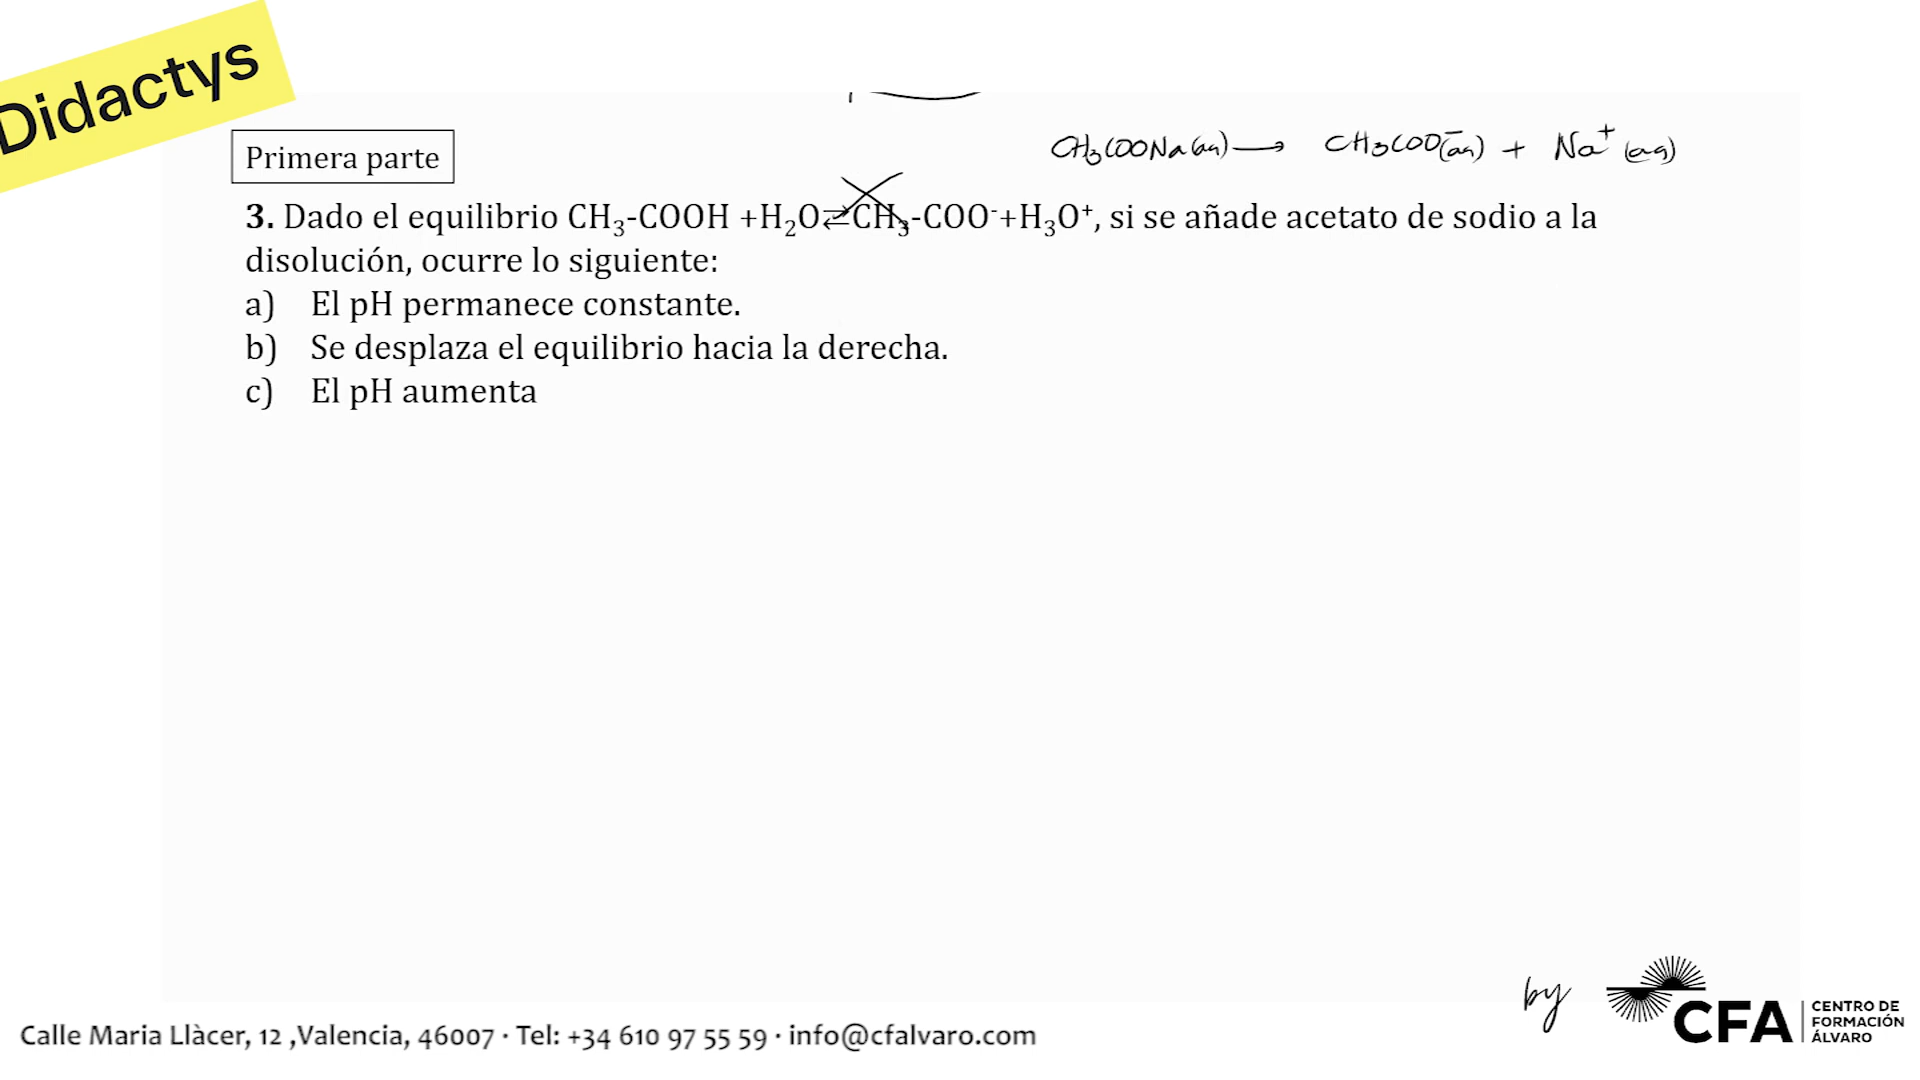 Didactys
CH3COONa(aq) → CH3COO⁻(aq) + Na⁺(aq)
Primera parte
3. Dado el equilibrio CH₃-COOH +H₂O⇄CH₃-COO⁻+H₃O⁺, si se añade acetato de sodio a la
disolución, ocurre lo siguiente:
a) El pH permanece constante.
b) Se desplaza el equilibrio hacia la derecha.
c) El pH aumenta
by
CFA
CENTRO DE
FORMACIÓN
ÁLVARO
Calle Maria Llàcer, 12 ,Valencia, 46007 · Tel: +34 610 97 55 59 · info@cfalvaro.com